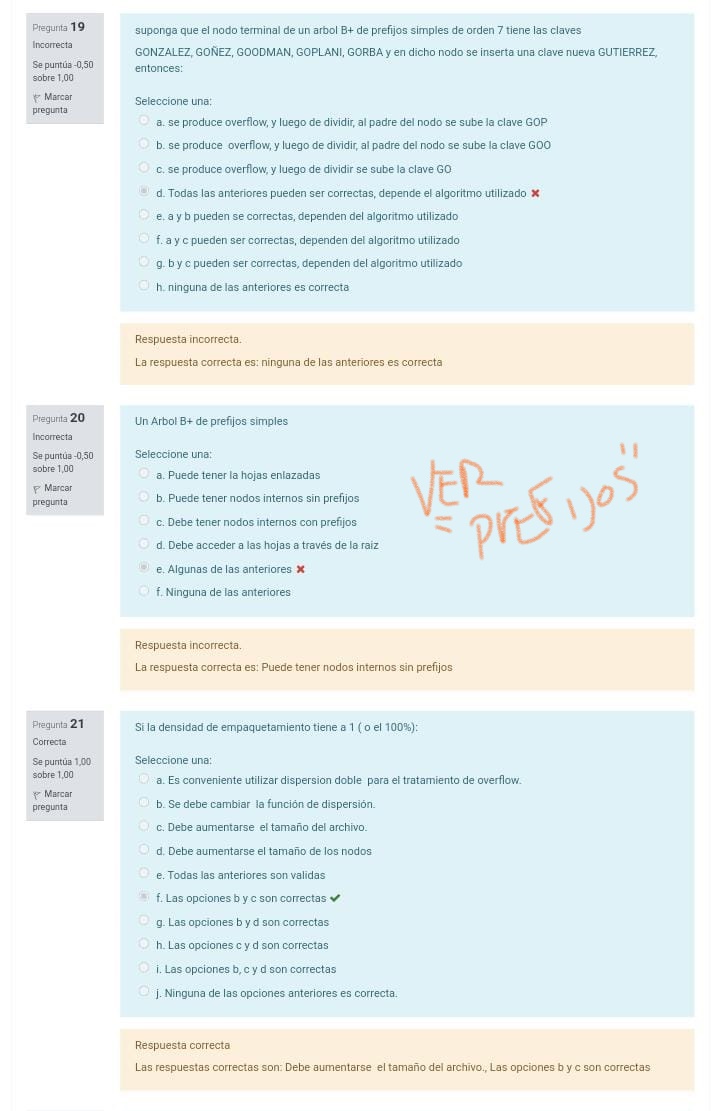 Pregunta 19
Incorrecta
Se puntúa -0,50
sobre 1,00
Marcar
pregunta
suponga que el nodo terminal de un arbol B+ de prefijos simples de orden 7 tiene las claves
GONZALEZ, GOÑEZ, GOODMAN, GOPLANI, GORBA y en dicho nodo se inserta una clave nueva GUTIERREZ,
entonces:
Seleccione una:
a. se produce overflow, y luego de dividir, al padre del nodo se sube la clave GOP
b. se produce overflow, y luego de dividir, al padre del nodo se sube la clave GOO
c. se produce overflow, y luego de dividir se sube la clave GO
d. Todas las anteriores pueden ser correctas, depende el algoritmo utilizado
e. a y b pueden se correctas, dependen del algoritmo utilizado
f. a y c pueden ser correctas, dependen del algoritmo utilizado
g. b y c pueden ser correctas, dependen del algoritmo utilizado
h. ninguna de las anteriores es correcta
Respuesta incorrecta.
La respuesta correcta es: ninguna de las anteriores es correcta
Pregunta 20
Incorrecta
Se puntúa -0,50
sobre 1,00
Marcar
pregunta
Un Arbol B+ de prefijos simples
Seleccione una:
a. Puede tener la hojas enlazadas
b. Puede tener nodos internos sin prefijos
c. Debe tener nodos internos con prefijos
d. Debe acceder a las hojas a través de la raiz
e. Algunas de las anteriores
f. Ninguna de las anteriores
VER
PREFIJOS"
Respuesta incorrecta.
La respuesta correcta es: Puede tener nodos internos sin prefijos
Pregunta 21
Correcta
Se puntúa 1,00
sobre 1,00
Marcar
pregunta
Si la densidad de empaquetamiento tiene a 1 ( o el 100%):
Seleccione una:
a. Es conveniente utilizar dispersion doble para el tratamiento de overflow.
b. Se debe cambiar la función de dispersión.
c. Debe aumentarse el tamaño del archivo.
d. Debe aumentarse el tamaño de los nodos
e. Todas las anteriores son validas
f. Las opciones b y c son correctas
g. Las opciones b y d son correctas
h. Las opciones c y d son correctas
i. Las opciones b, c y d son correctas
j. Ninguna de las opciones anteriores es correcta.
Respuesta correcta
Las respuestas correctas son: Debe aumentarse el tamaño del archivo., Las opciones b y c son correctas